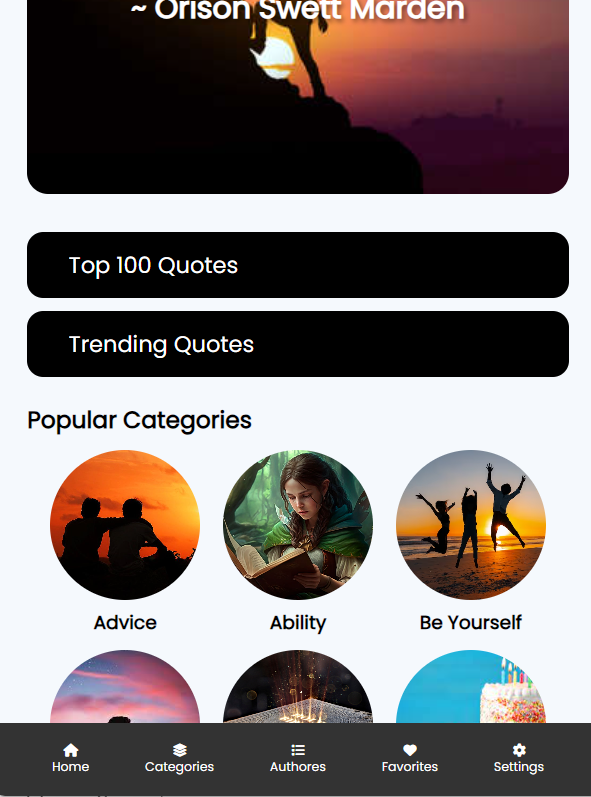 ~ Orison Swett Marden
Top 100 Quotes
Trending Quotes
Popular Categories
Advice
Ability
Be Yourself
Home
Categories
Authores
Favorites
Settings